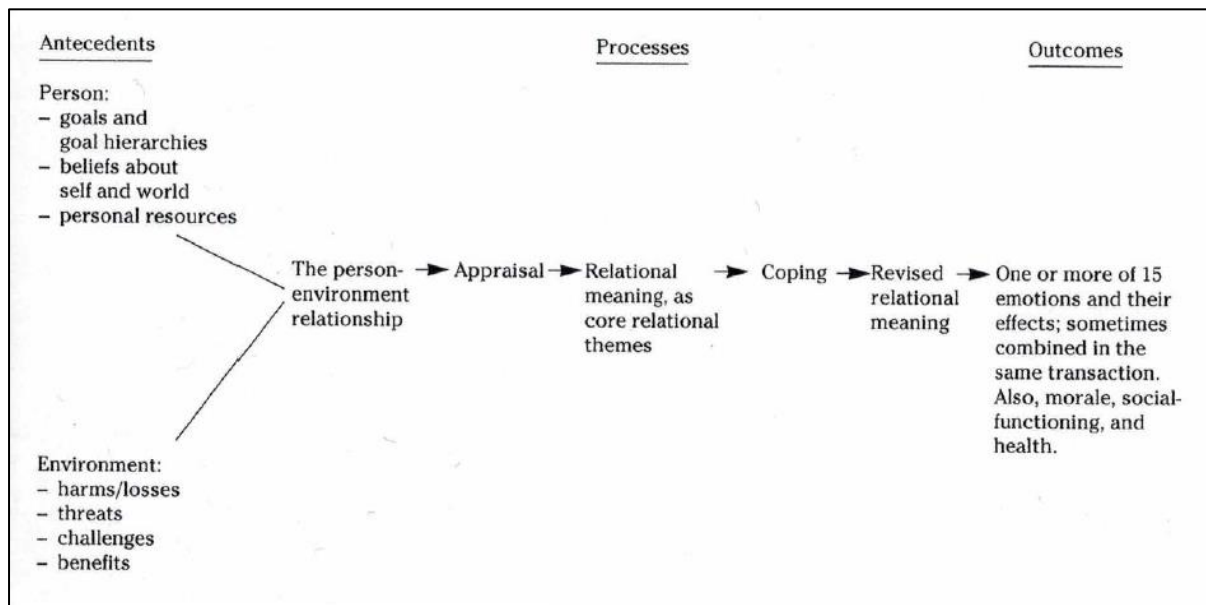 Antecedents
Processes
Outcomes
Person:
– goals and
goal hierarchies
– beliefs about
self and world
– personal resources
The person-
environment
relationship
Appraisal
Relational
meaning, as
core relational
themes
Coping
Revised
relational
meaning
One or more of 15
emotions and their
effects; sometimes
combined in the
same transaction.
Also, morale, social-
functioning, and
health.
Environment:
– harms/losses
– threats
– challenges
– benefits